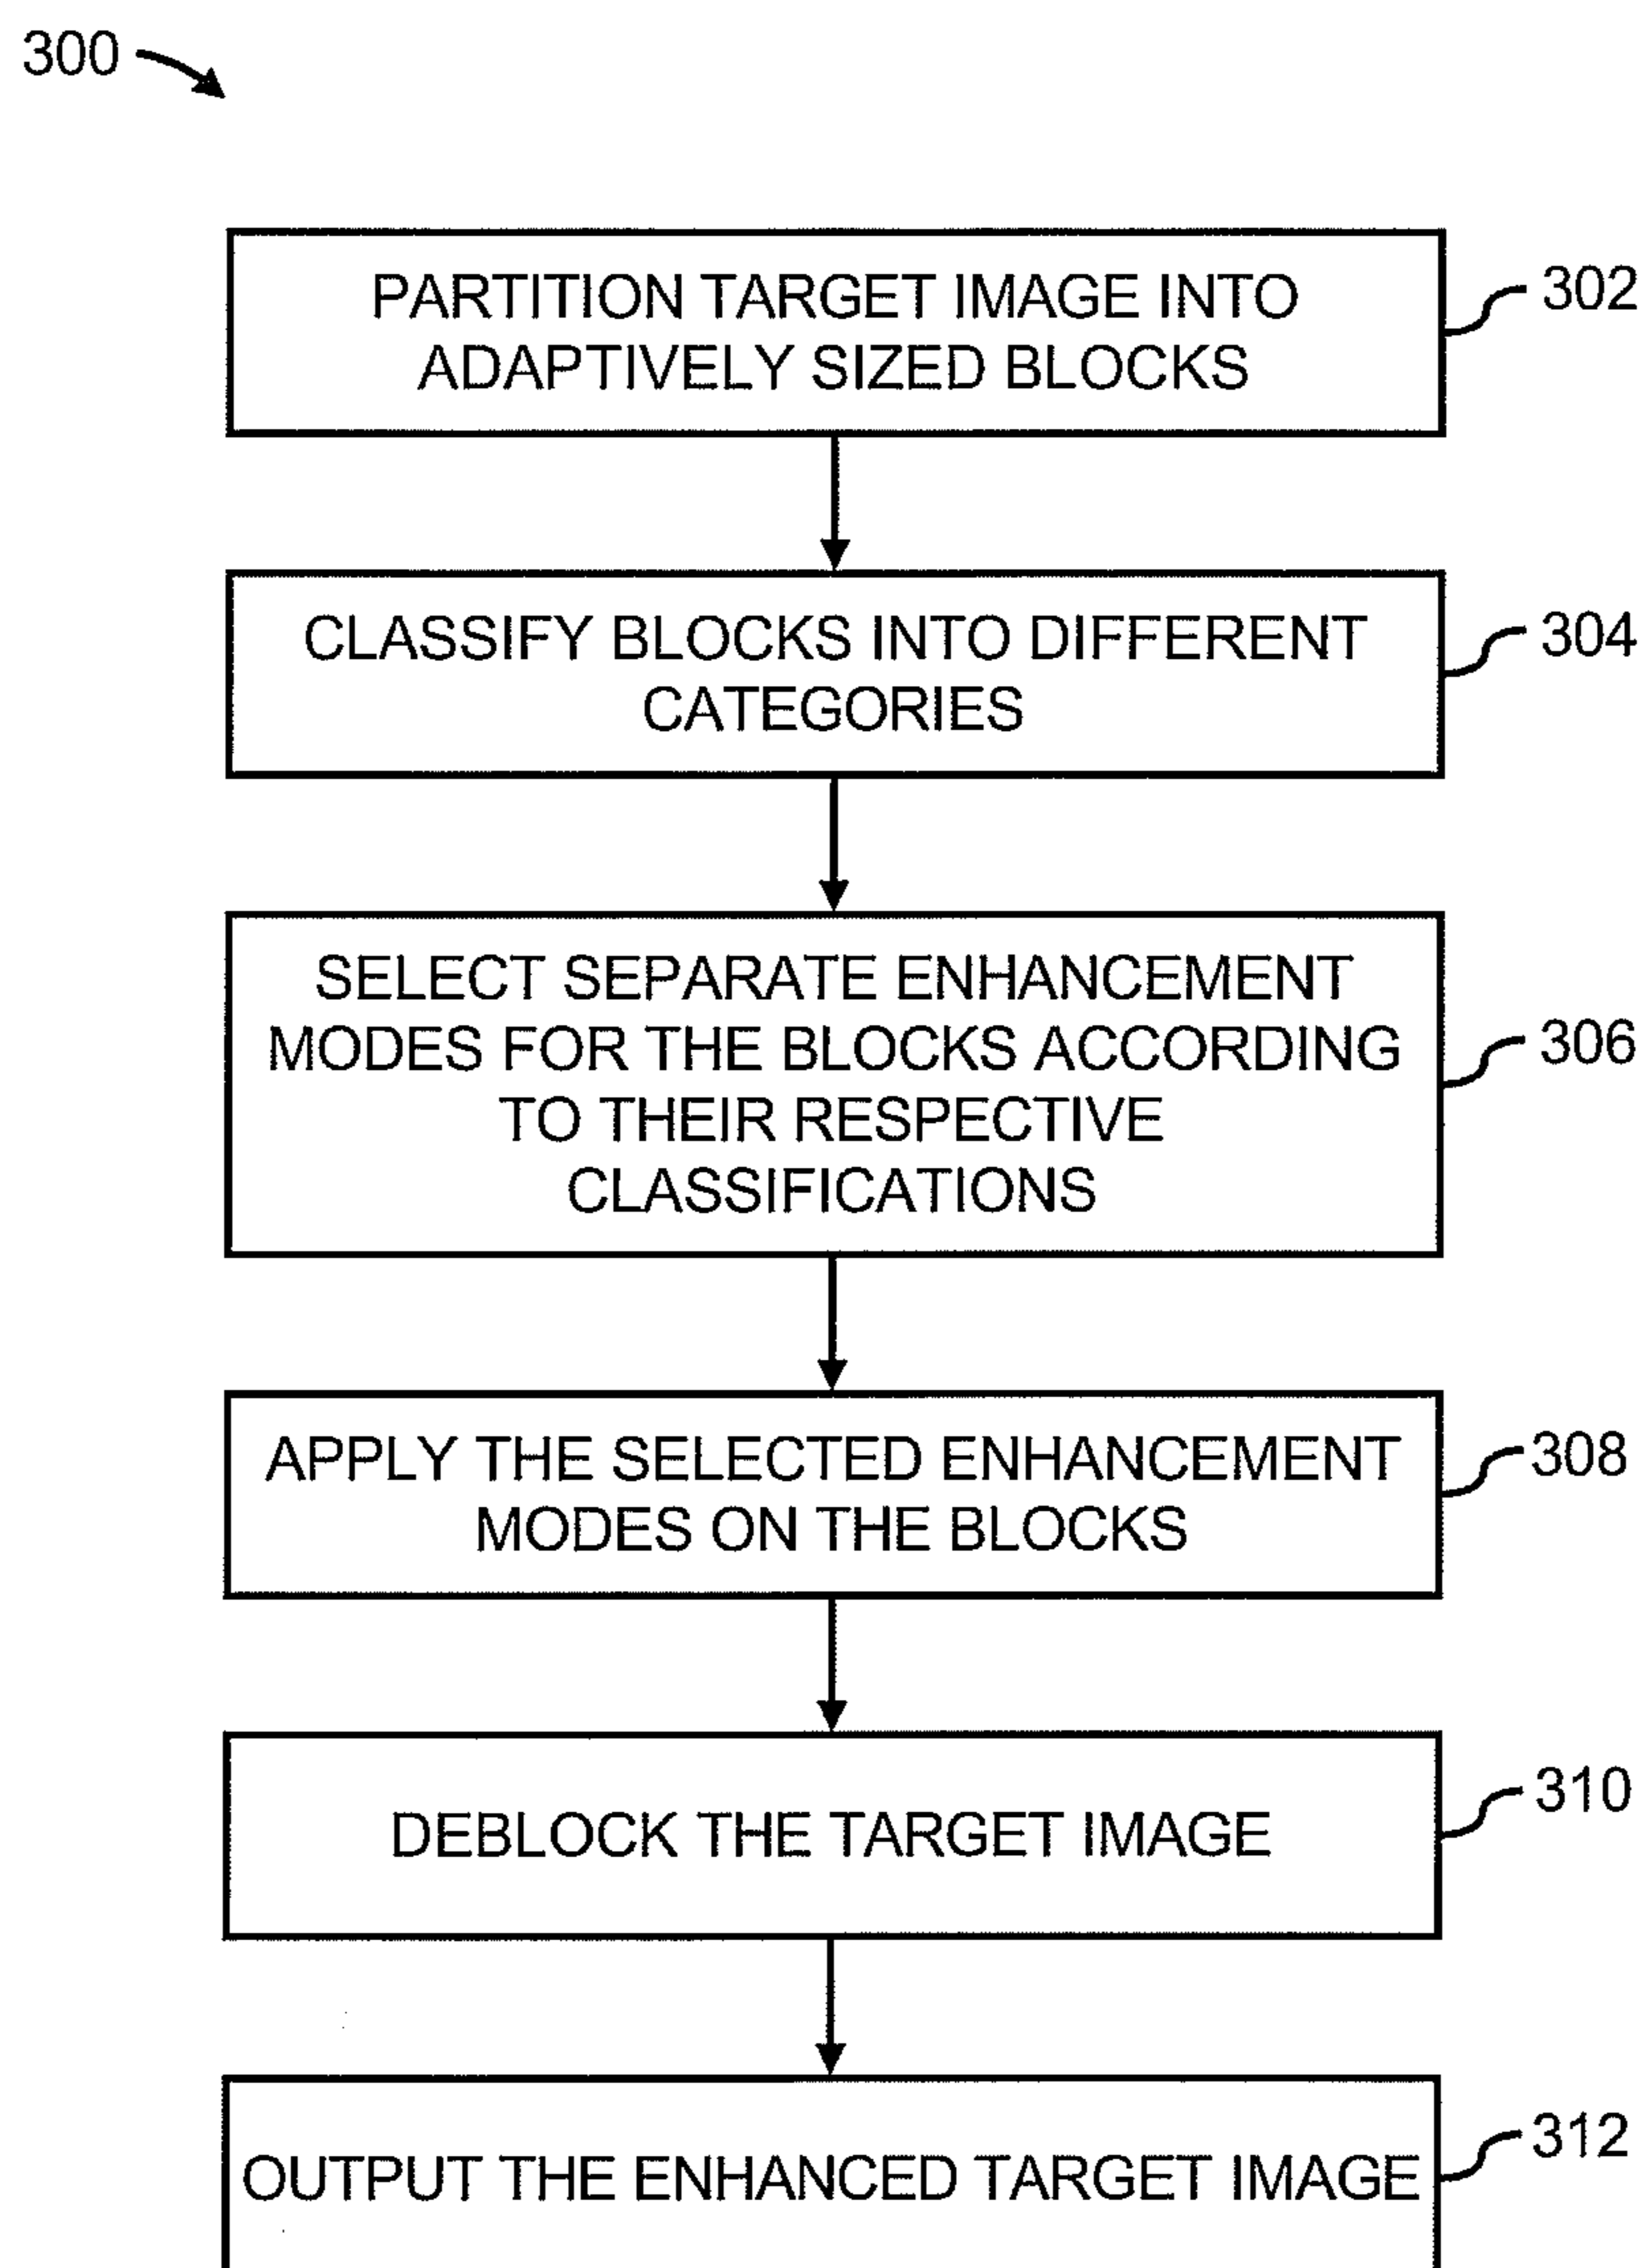 300
PARTITION TARGET IMAGE INTO
ADAPTIVELY SIZED BLOCKS
302
CLASSIFY BLOCKS INTO DIFFERENT
CATEGORIES
304
SELECT SEPARATE ENHANCEMENT
MODES FOR THE BLOCKS ACCORDING
TO THEIR RESPECTIVE
CLASSIFICATIONS
306
APPLY THE SELECTED ENHANCEMENT
MODES ON THE BLOCKS
308
DEBLOCK THE TARGET IMAGE
310
OUTPUT THE ENHANCED TARGET IMAGE
312